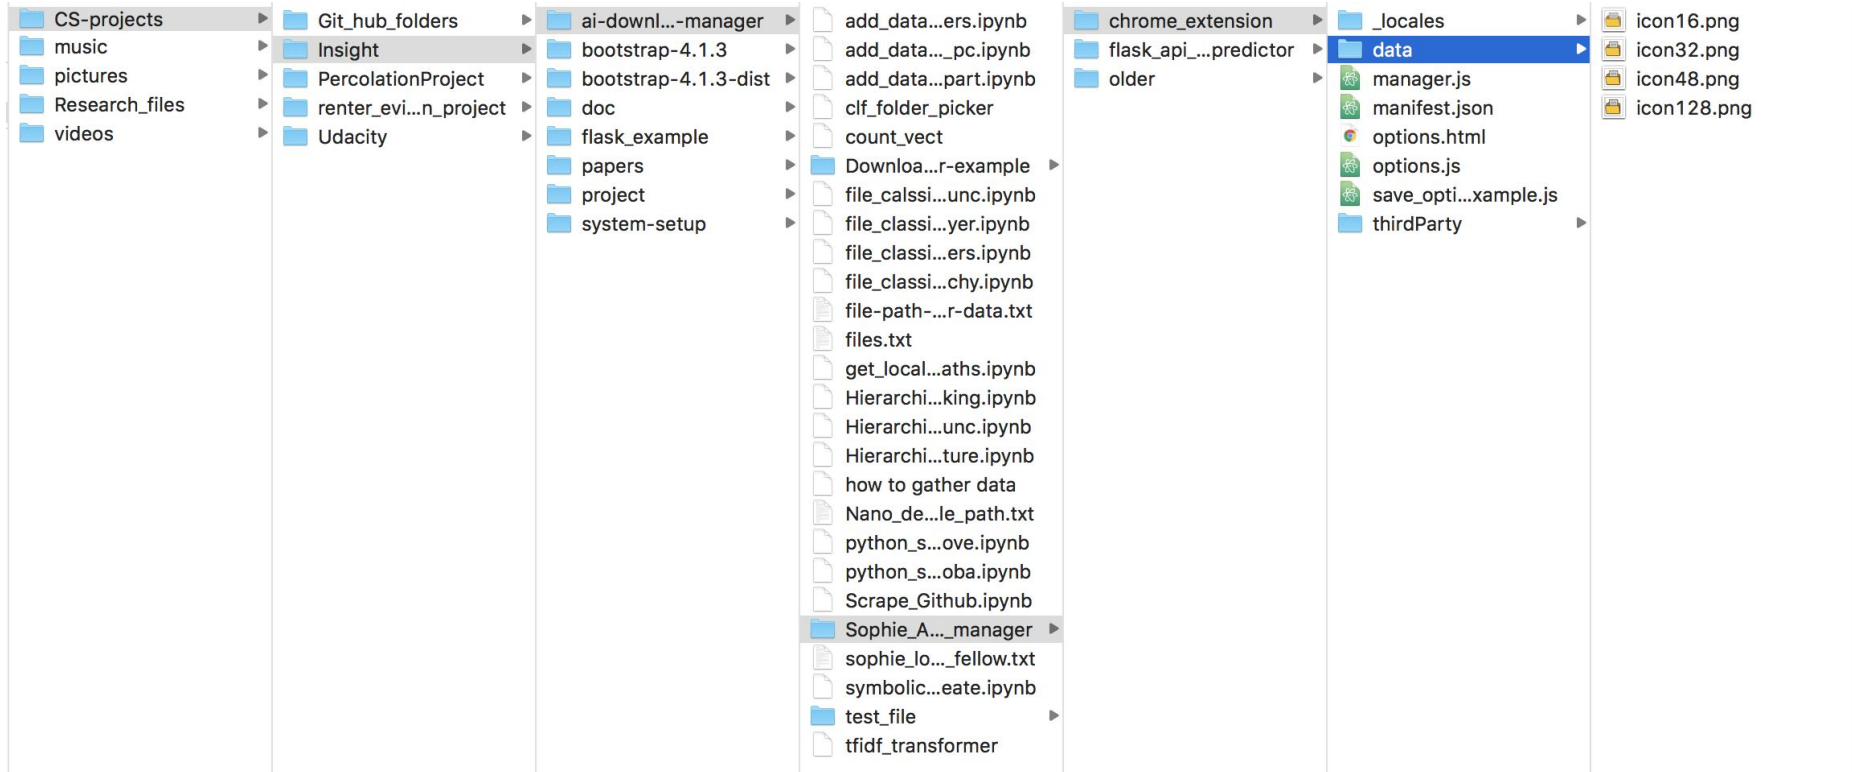 CS-projects
music
pictures
Research_files
videos
Git_hub_folders
Insight
PercolationProject
renter_evi...n_project
Udacity
ai-downl...-manager
bootstrap-4.1.3
bootstrap-4.1.3-dist
doc
flask_example
papers
project
system-setup
add_data...ers.ipynb
add_data..._pc.ipynb
add_data...part.ipynb
clf_folder_picker
count_vect
Downloa...r-example
file_calssi...unc.ipynb
file_classi...yer.ipynb
file_classi...ers.ipynb
file_classi...chy.ipynb
file-path-...r-data.txt
files.txt
get_local...aths.ipynb
Hierarchi...king.ipynb
Hierarchi...unc.ipynb
Hierarchi...ture.ipynb
how to gather data
Nano_de...le_path.txt
python_s...ove.ipynb
python_s...oba.ipynb
Scrape_Github.ipynb
Sophie_A..._manager
sophie_lo..._fellow.txt
symbolic...eate.ipynb
test_file
tfidf_transformer
chrome_extension
flask_api_...predictor
older
_locales
data
manager.js
manifest.json
options.html
options.js
save_opti...xample.js
thirdParty
icon16.png
icon32.png
icon48.png
icon128.png